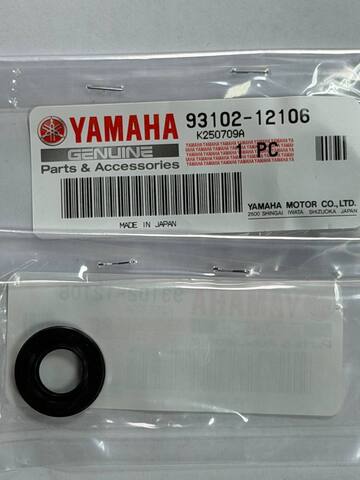 YAMAHA 93102-12106
K250709A
GENUINE
Parts & Accessories
1 PC
MADE IN JAPAN
YAMAHA MOTOR CO.,LTD.
2500 SHINGAI IWATA SHIZUOKA JAPAN